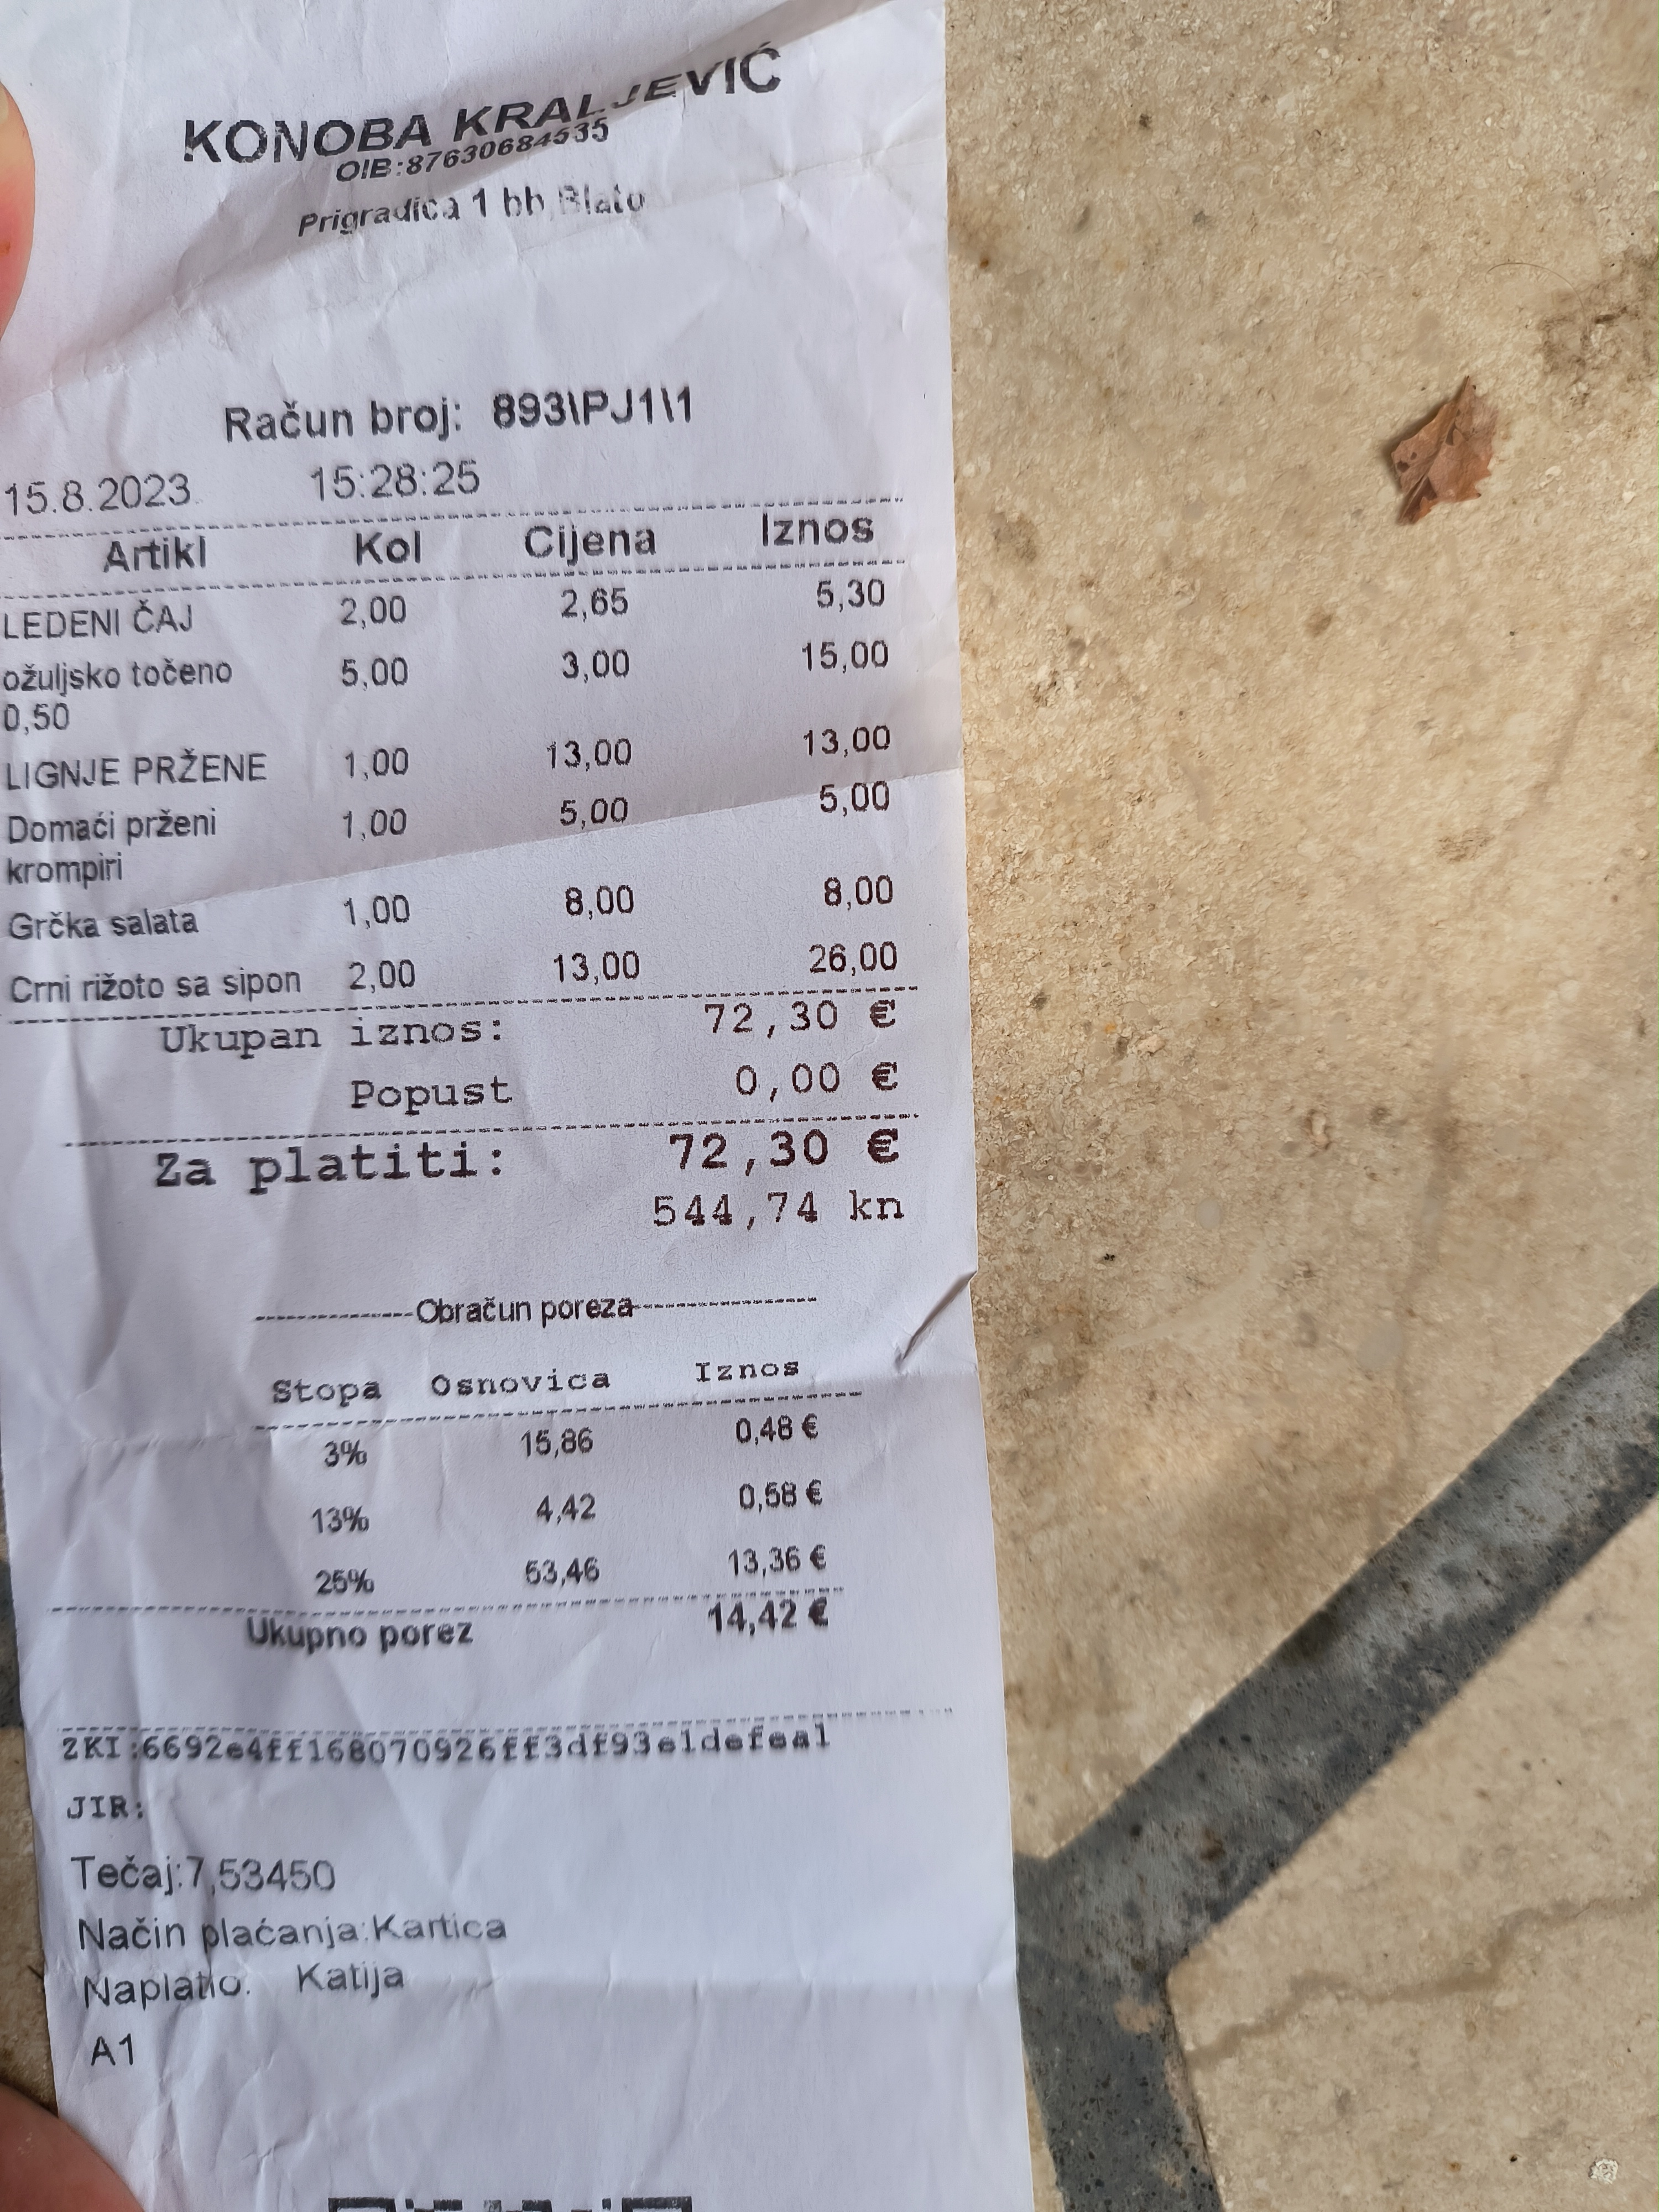 KONOBA KRALJEVIĆ
OIB:87630684535
Prigradica 1 bb,Blato
Račun broj: 893\PJ1\1
15.8.2023. 15:28:25
Artikl Kol Cijena Iznos
LEDENI ČAJ 2,00 2,65 5,30
ožuljsko točeno 5,00 3,00 15,00
0,50
LIGNJE PRŽENE 1,00 13,00 13,00
Domaći prženi 1,00 5,00 5,00
krompiri
Grčka salata 1,00 8,00 8,00
Crni rižoto sa sipon 2,00 13,00 26,00
Ukupan iznos: 72,30 €
Popust 0,00 €
Za platiti: 72,30 €
544,74 kn
Obračun poreza
Stopa Osnovica Iznos
3% 15,86 0,48 €
13% 4,42 0,58 €
25% 53,46 13,36 €
Ukupno porez 14,42 €
ZKI:6692e4ff168070926ff3df93e1defea1
JIR:
Tečaj:7,53450
Način plaćanja:Kartica
Naplatio: Katija
A1